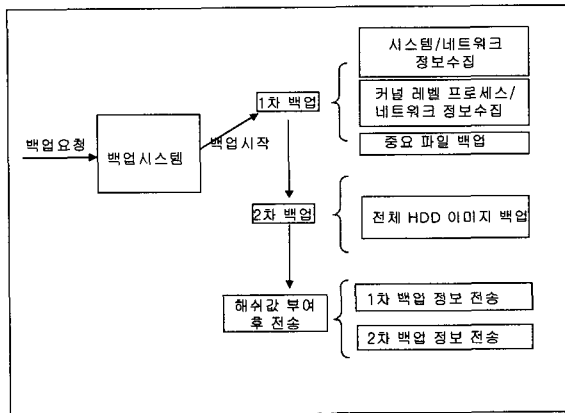 시스템/네트워크
정보수집
1차 백업
커널 레벨 프로세스/
네트워크 정보수집
중요 파일 백업
백업요청
백업시스템
백업시작
2차 백업
전체 HDD 이미지 백업
해쉬값 부여
후 전송
1차 백업 정보 전송
2차 백업 정보 전송